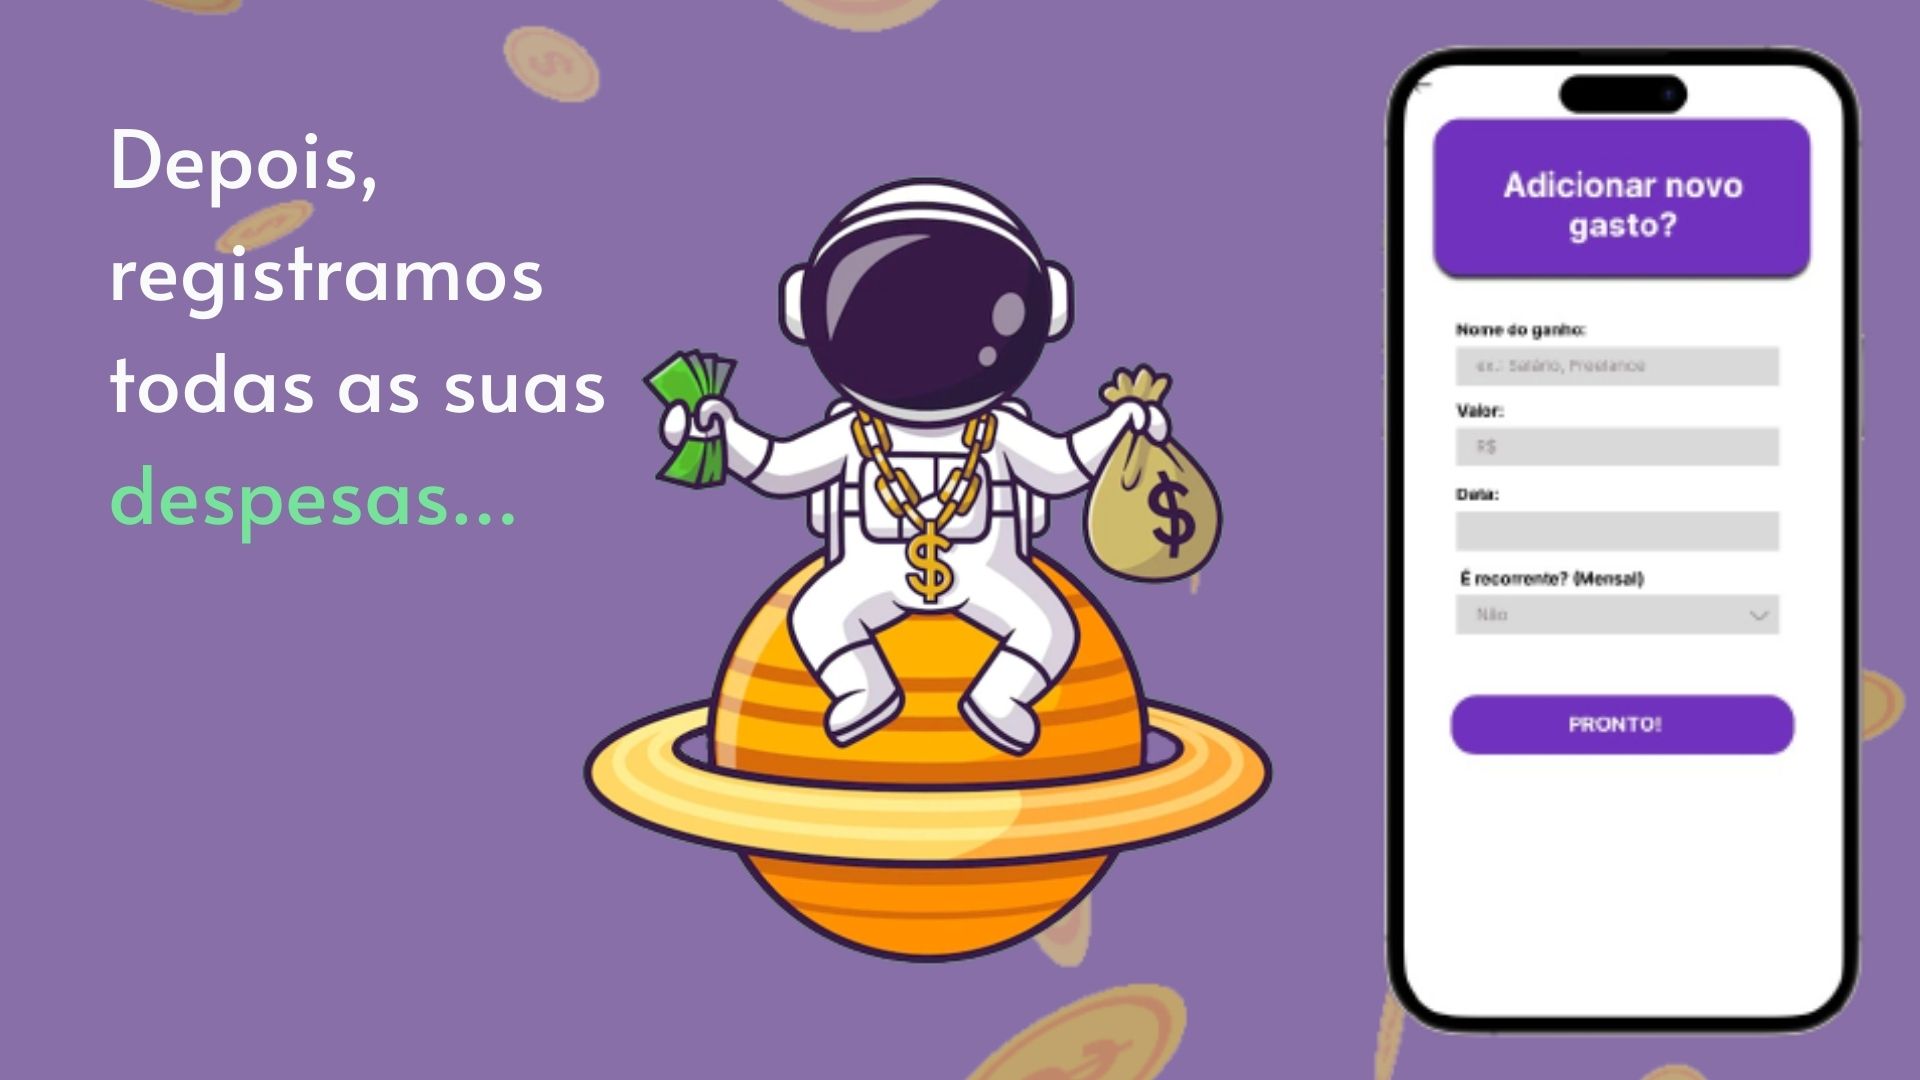 Depois,
registramos
todas as suas
despesas...
$
$
Adicionar novo
gasto?
Nome do ganho:
ex.: Salário, Freelance
Valor:
R$
Data:
É recorrente? (Mensal)
Não
PRONTO!